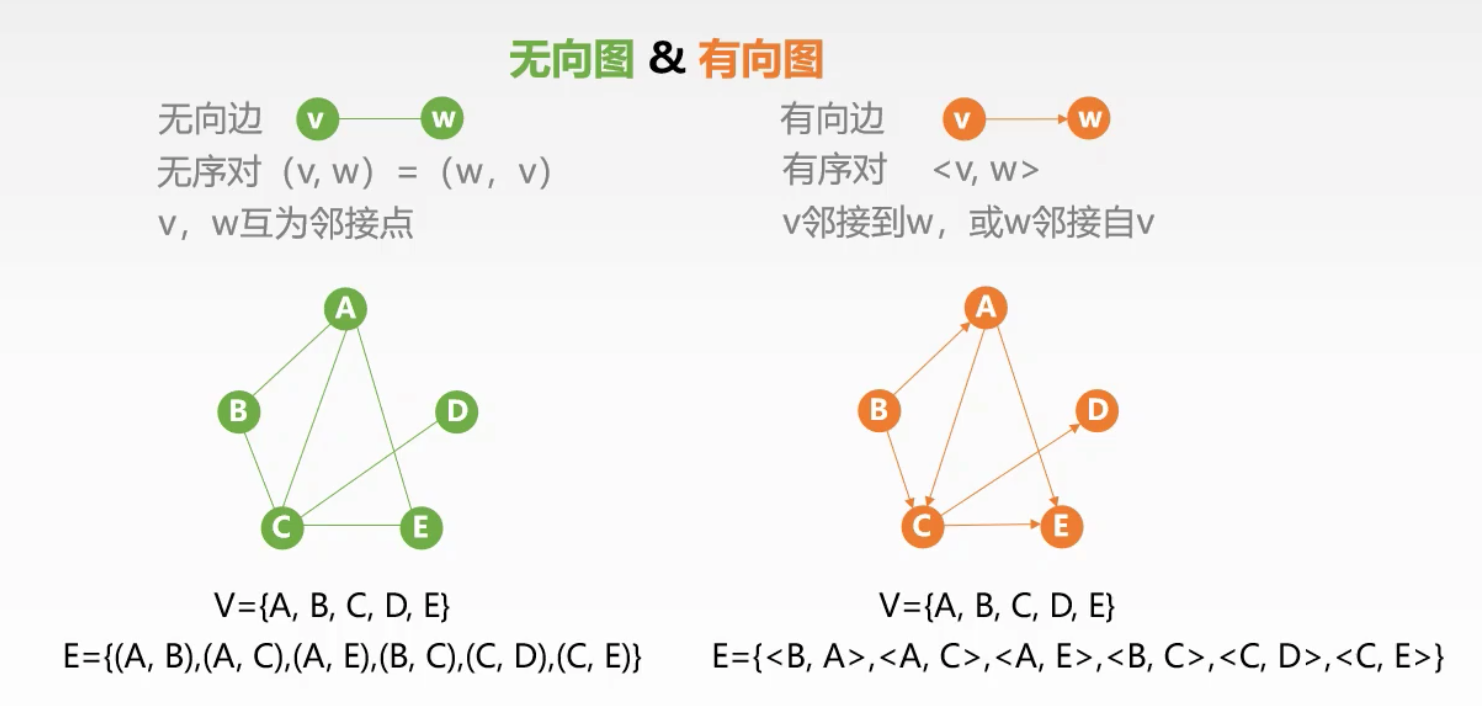 无向图 & 有向图
无向边 v w
无序对（v, w）=（w，v）
v，w互为邻接点
有向边 v w
有序对 <v, w>
v邻接到w，或w邻接自v
A
B
D
C
E
V={A, B, C, D, E}
E={(A, B),(A, C),(A, E),(B, C),(C, D),(C, E)}
A
B
D
C
E
V={A, B, C, D, E}
E={<B, A>,<A, C>,<A, E>,<B, C>,<C, D>,<C, E>}